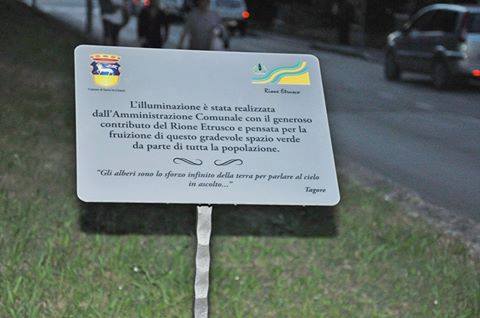 Rione Etrusco
L'illuminazione è stata realizzata
dall'Amministrazione Comunale con il generoso
contributo del Rione Etrusco e pensata per la
fruizione di questo gradevole spazio verde
da parte di tutta la popolazione.
"Gli alberi sono lo sforzo infinito della terra per parlare al cielo
in ascolto..."
Tagore